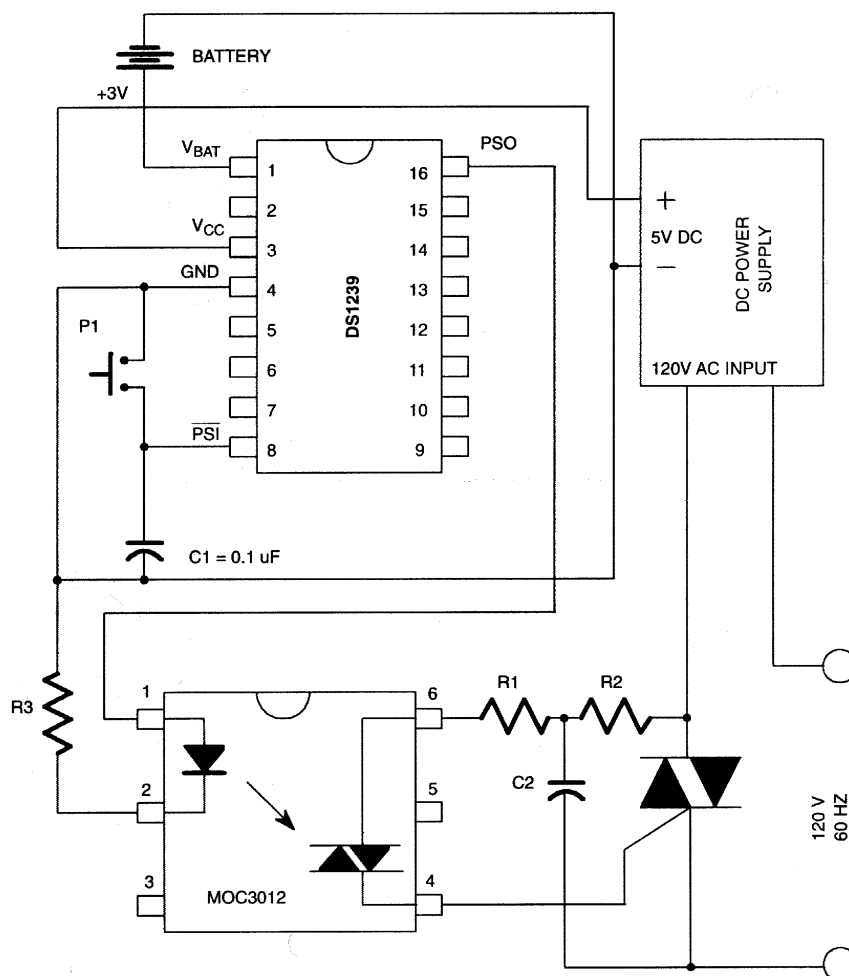 BATTERY
+3V
VBAT
PSO
1
16
2
15
VCC
3
14
GND
4
13
5
12
6
11
7
10
PSI
8
9
DS1239
P1
C1 = 0.1 uF
+
5V DC
−
DC POWER
SUPPLY
120V AC INPUT
R3
1
6
2
5
3
4
MOC3012
R1
R2
C2
120 V
60 HZ